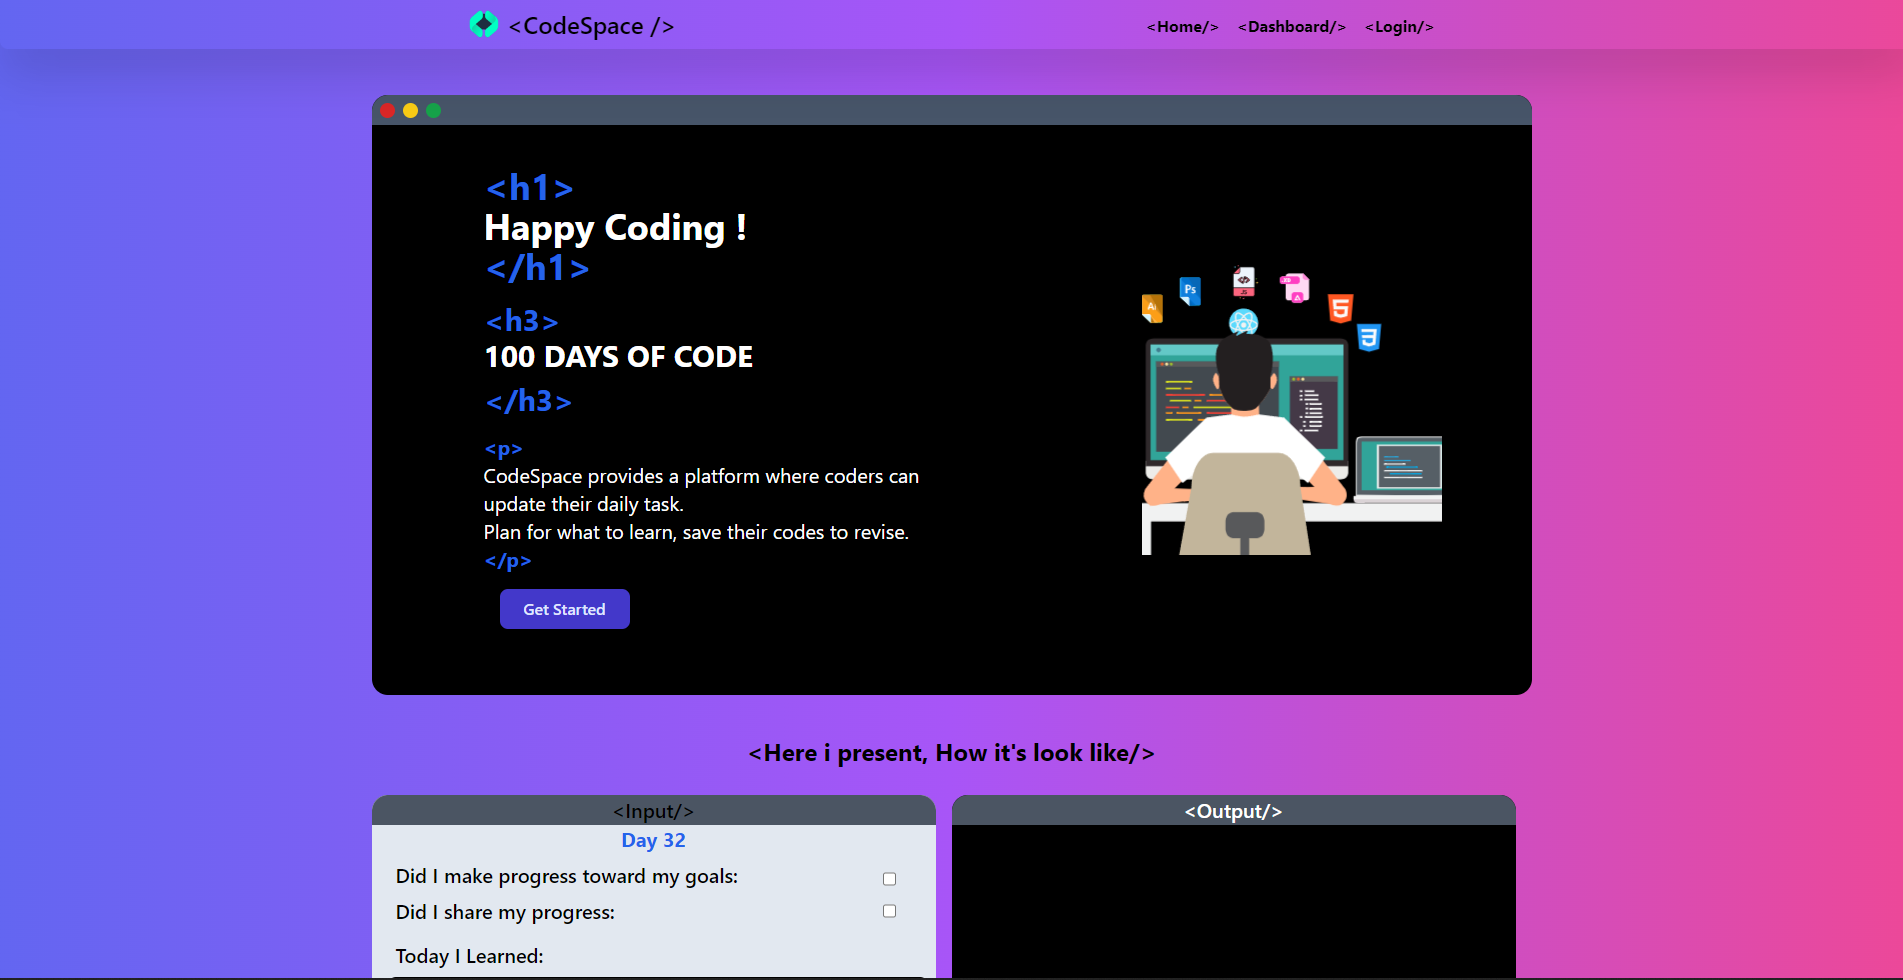 <CodeSpace />
<Home/> <Dashboard/> <Login/>
<h1>
Happy Coding !
</h1>
<h3>
100 DAYS OF CODE
</h3>
<p>
CodeSpace provides a platform where coders can
update their daily task.
Plan for what to learn, save their codes to revise.
</p>
Get Started
Ai
Ps
<Here i present, How it's look like/>
<Input/>
Day 32
Did I make progress toward my goals:
Did I share my progress:
Today I Learned:
<Output/>